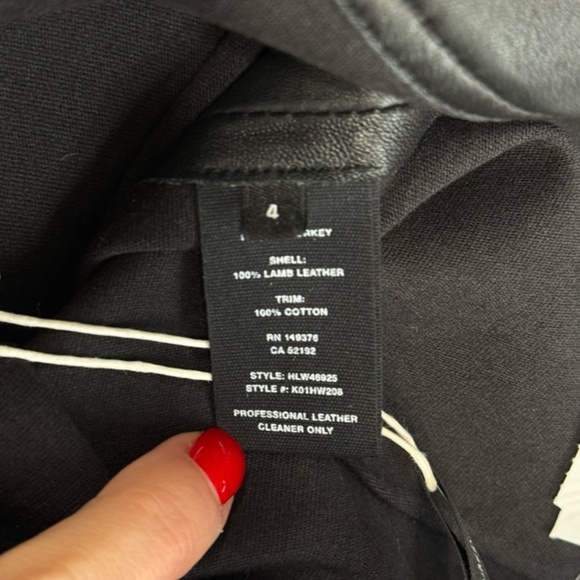 4
SHELL:
100% LAMB LEATHER
TRIM:
100% COTTON
RN 149376
CA 52192
STYLE: HLW46925
STYLE #: K01HW208
PROFESSIONAL LEATHER
CLEANER ONLY